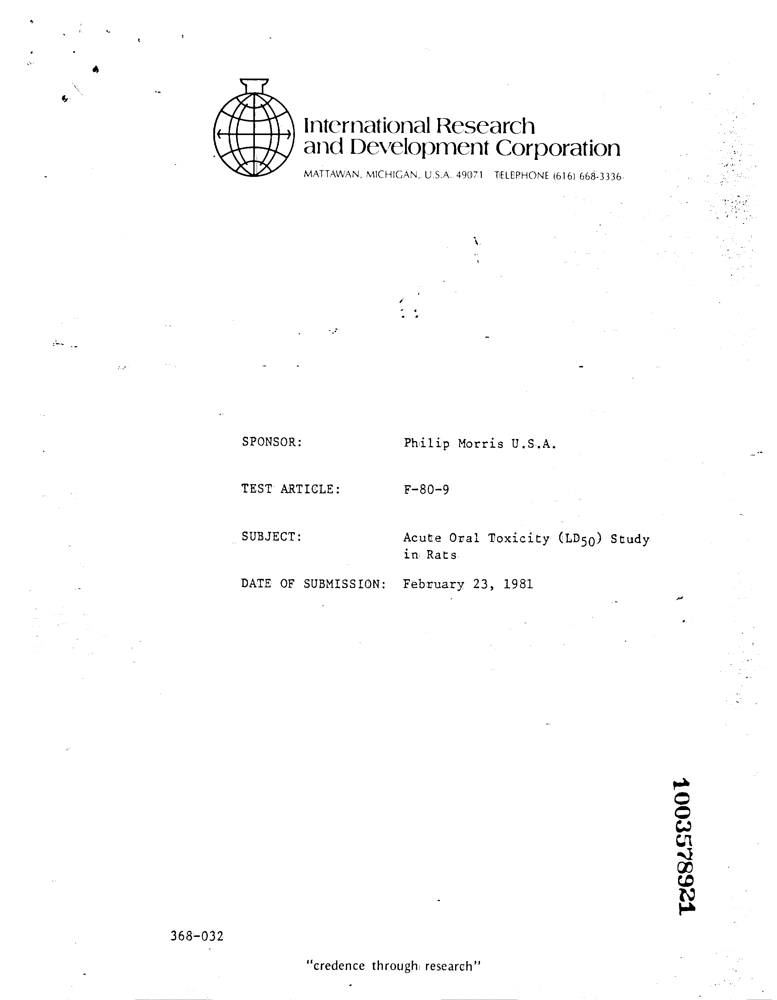 International Research
and Development Corporation
MATTAWAN, MICHIGAN, U.S.A. 49071 TELEPHONE (616) 668-3336
SPONSOR: Philip Morris U.S.A.
TEST ARTICLE: F-80-9
SUBJECT: Acute Oral Toxicity (LD50) Study
in Rats
DATE OF SUBMISSION: February 23, 1981
1003578921
368-032
"credence through research"